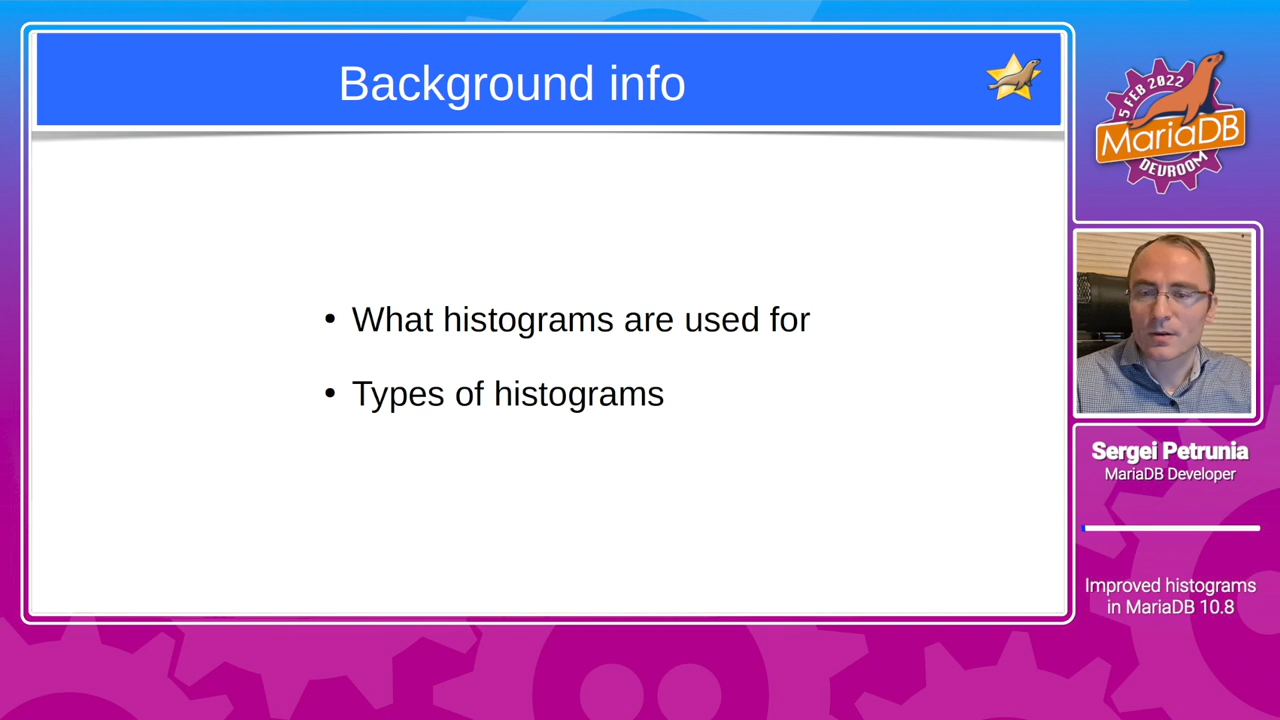 Background info
What histograms are used for
Types of histograms
5 FEB 2022
MariaDB
DEVROOM
Sergei Petrunia
MariaDB Developer
Improved histograms
in MariaDB 10.8